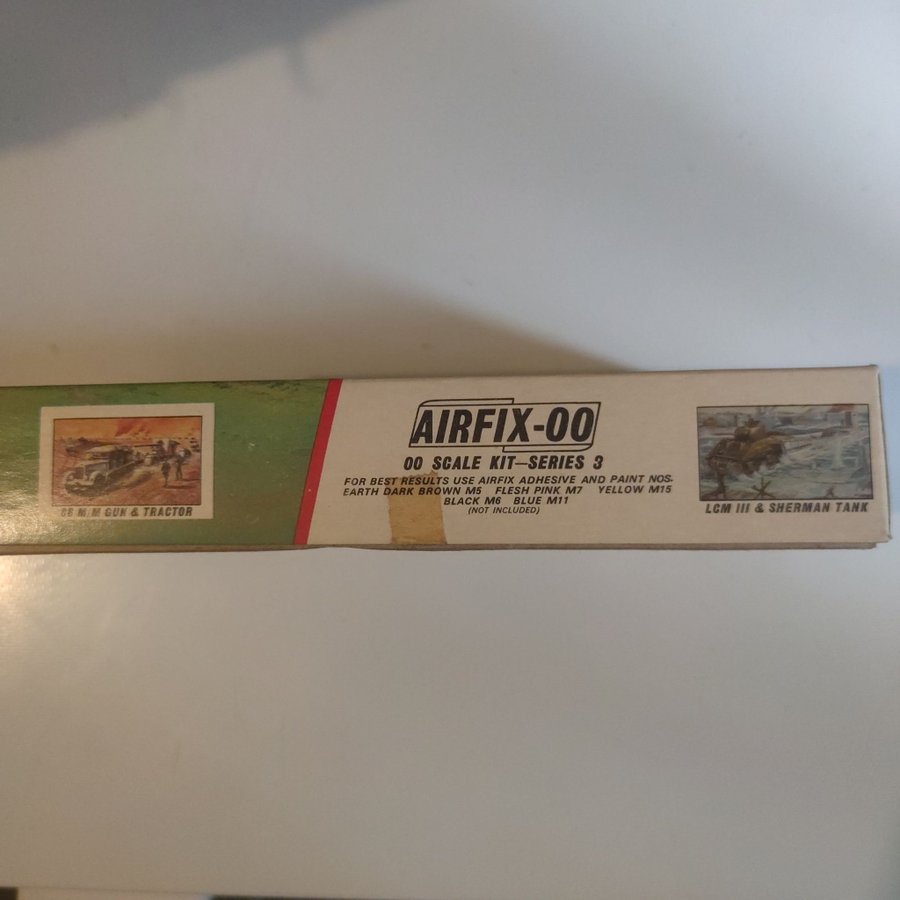 AIRFIX-00
00 SCALE KIT—SERIES 3
FOR BEST RESULTS USE AIRFIX ADHESIVE AND PAINT NOS.
EARTH DARK BROWN M5 FLESH PINK M7 YELLOW M15
BLACK M6 BLUE M11
(NOT INCLUDED)
88 M/M GUN & TRACTOR
LCM III & SHERMAN TANK